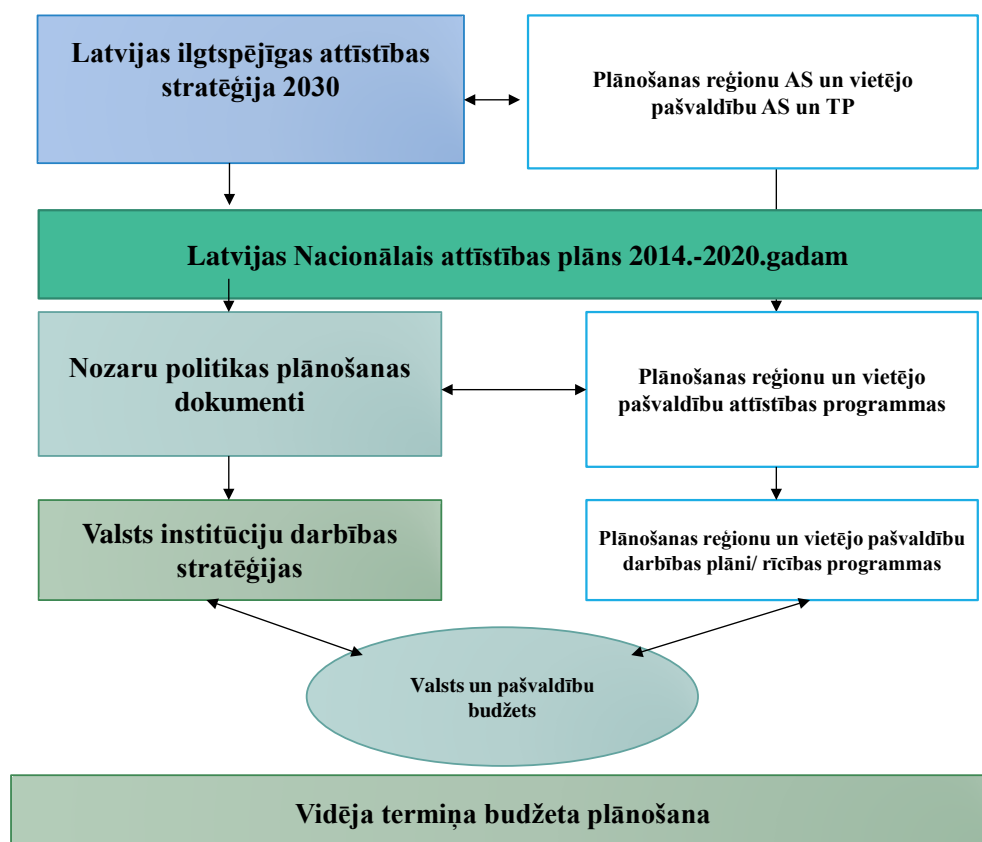 Latvijas ilgtspējīgas attīstības
stratēģija 2030
Plānošanas reģionu AS un vietējo
pašvaldību AS un TP
Latvijas Nacionālais attīstības plāns 2014.-2020.gadam
Nozaru politikas plānošanas
dokumenti
Plānošanas reģionu un vietējo
pašvaldību attīstības programmas
Valsts institūciju darbības
stratēģijas
Plānošanas reģionu un vietējo pašvaldību
darbības plāni/ rīcības programmas
Valsts un pašvaldību
budžets
Vidēja termiņa budžeta plānošana